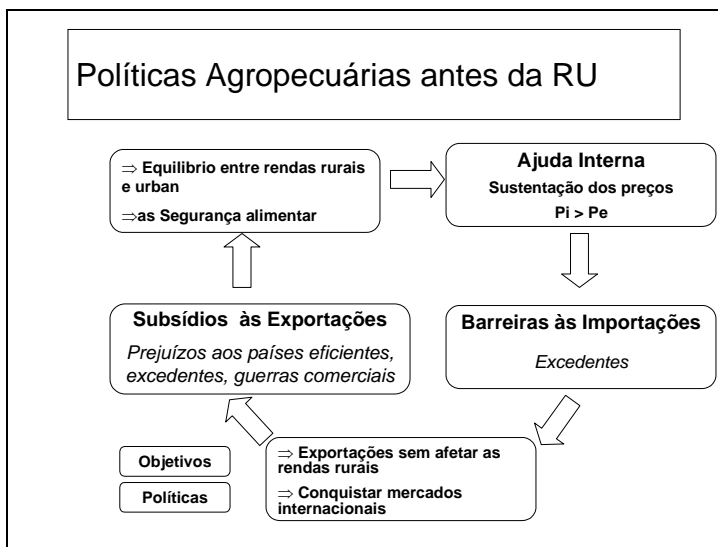 Políticas Agropecuárias antes da RU
⇒ Equilibrio entre rendas rurais
e urban
⇒as Segurança alimentar
Ajuda Interna
Sustentação dos preços
Pi > Pe
Subsídios às Exportações
Prejuízos aos países eficientes,
excedentes, guerras comerciais
Barreiras às Importações
Excedentes
⇒ Exportações sem afetar as
rendas rurais
⇒ Conquistar mercados
internacionais
Objetivos
Políticas